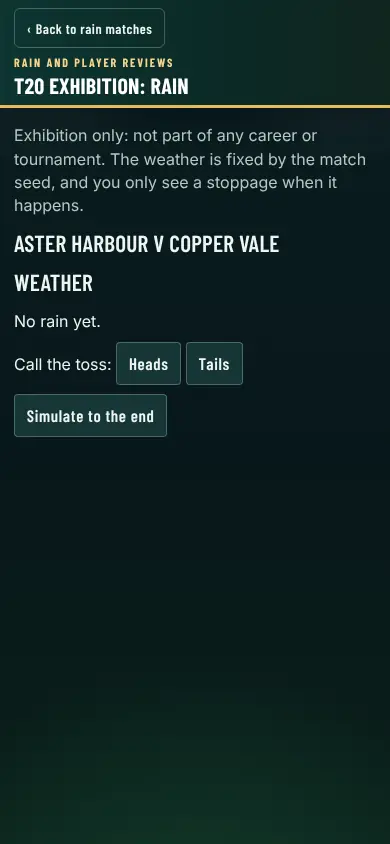 ‹ Back to rain matches
RAIN AND PLAYER REVIEWS
T20 EXHIBITION: RAIN
Exhibition only: not part of any career or
tournament. The weather is fixed by the match
seed, and you only see a stoppage when it
happens.
ASTER HARBOUR V COPPER VALE
WEATHER
No rain yet.
Call the toss: Heads Tails
Simulate to the end